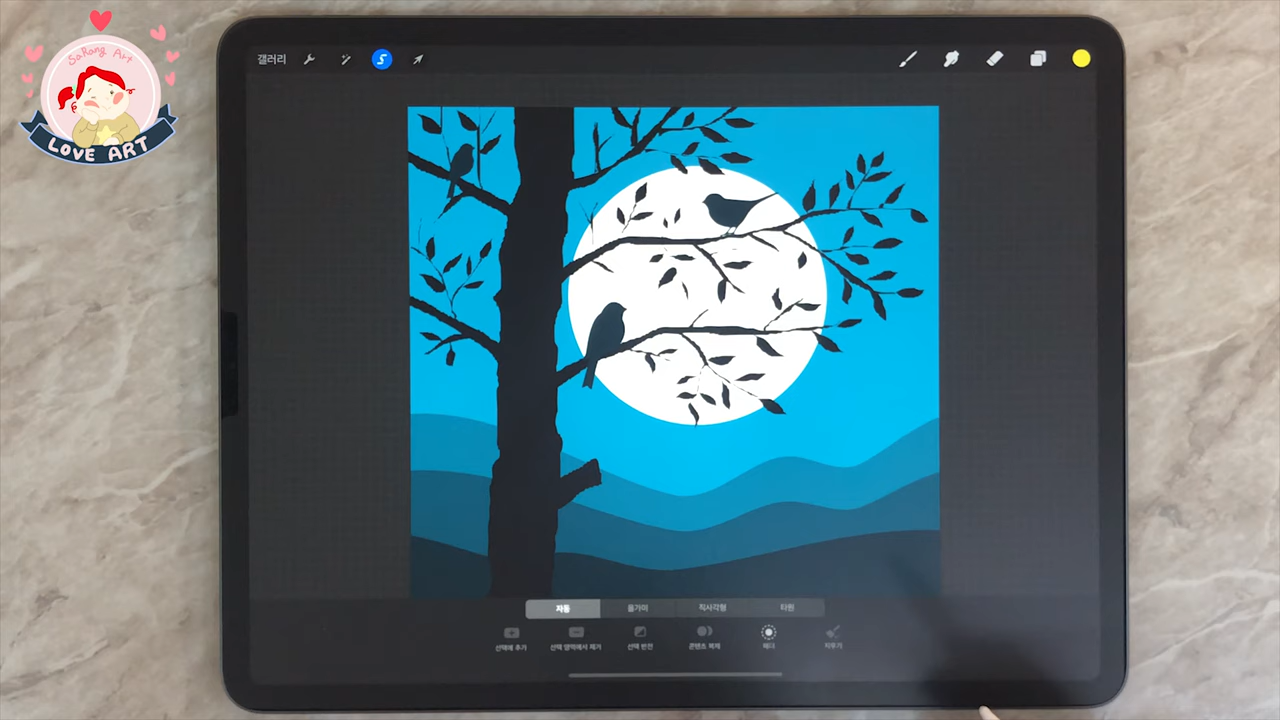 SaRang Art
LOVE ART
갤러리
자동
올가미
직사각형
타원
선택에 추가
선택 영역에서 제거
선택 반전
콘텐츠 복제
페더
지우기